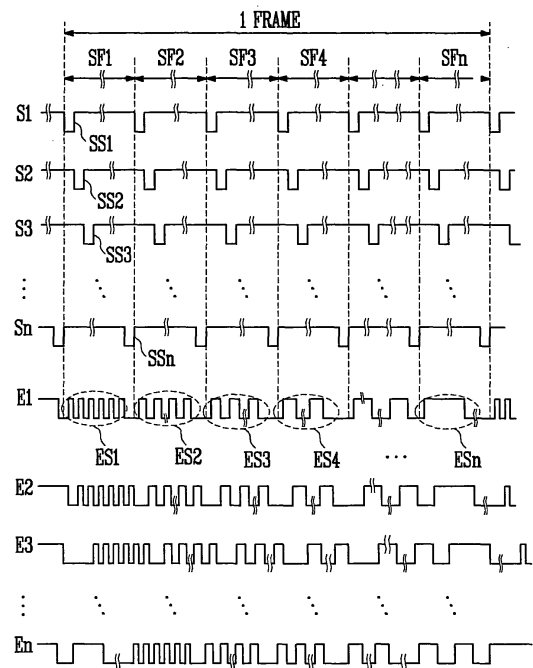 1 FRAME
SF1 SF2 SF3 SF4 SFn
S1
SS1
S2
SS2
S3
SS3
Sn
SSn
E1
ES1 ES2 ES3 ES4 ... ESn
E2
E3
En